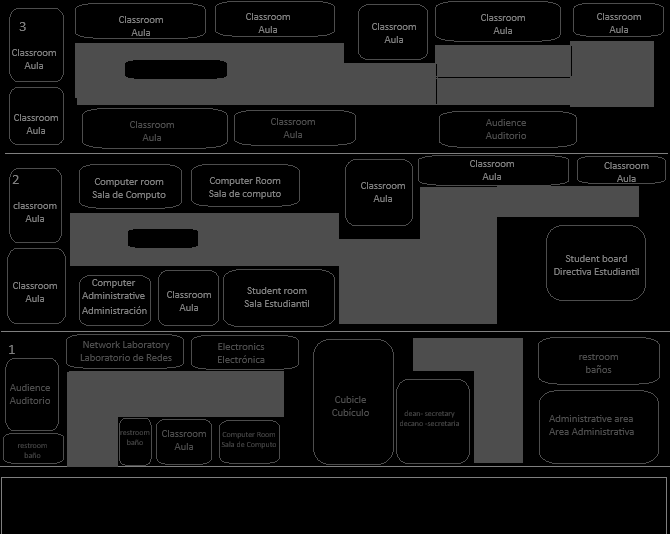 3
Classroom
Aula
Classroom
Aula
Classroom
Aula
Classroom
Aula
Classroom
Aula
Classroom
Aula
Classroom
Aula
Classroom
Aula
Classroom
Aula
Audience
Auditorio
2
classroom
Aula
Computer room
Sala de Computo
Computer Room
Sala de computo
Classroom
Aula
Classroom
Aula
Classroom
Aula
Classroom
Aula
Computer
Administrative
Administración
Classroom
Aula
Student room
Sala Estudiantil
Student board
Directiva Estudiantil
1
Audience
Auditorio
Network Laboratory
Laboratorio de Redes
Electronics
Electrónica
restroom
baño
restroom
baño
Classroom
Aula
Computer Room
Sala de Computo
Cubicle
Cubículo
dean- secretary
decano -secretaria
restroom
baños
Administrative area
Area Administrativa